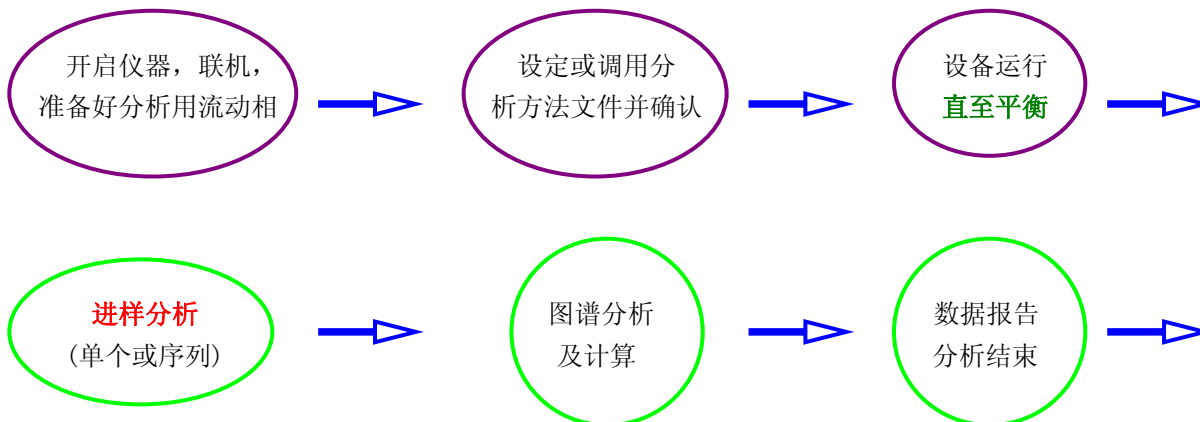 开启仪器，联机，
准备好分析用流动相
设定或调用分
析方法文件并确认
设备运行
直至平衡
进样分析
(单个或序列)
图谱分析
及计算
数据报告
分析结束